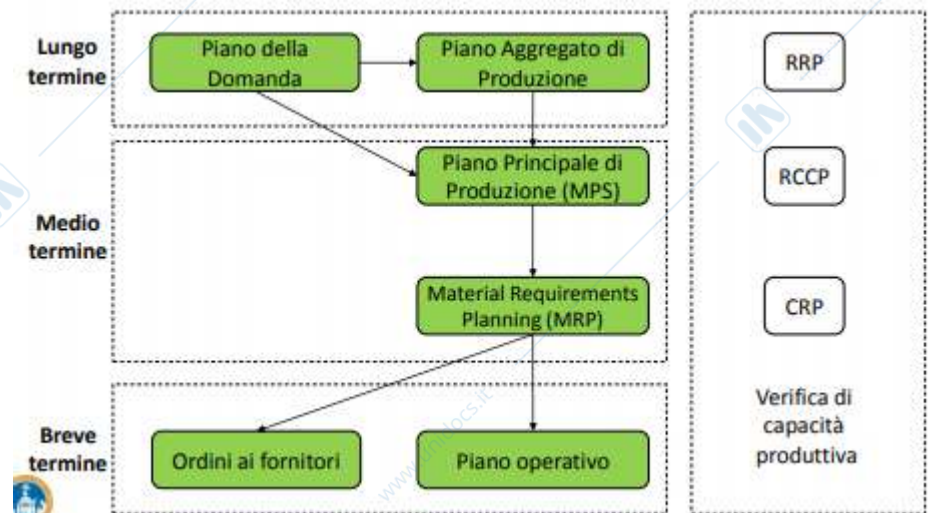 Lungo
termine
Piano della
Domanda
Piano Aggregato di
Produzione
RRP
Piano Principale di
Produzione (MPS)
RCCP
Medio
termine
Material Requirements
Planning (MRP)
CRP
Breve
termine
Ordini ai fornitori
Piano operativo
Verifica di
capacità
produttiva